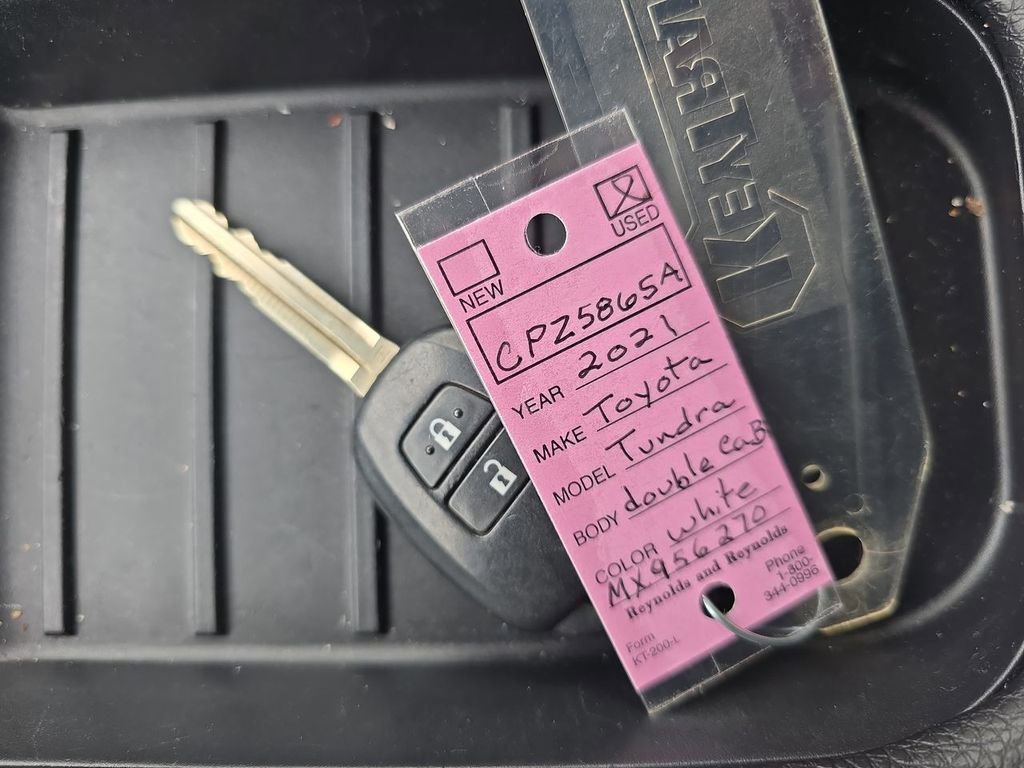 KEYTRAK
USED
NEW
CPZ5865A
YEAR 2021
MAKE Toyota
MODEL Tundra
BODY double CaB
COLOR white
MX956270
Reynolds and Reynolds
Phone
1-800-
344-0996
Form
KT-200-L